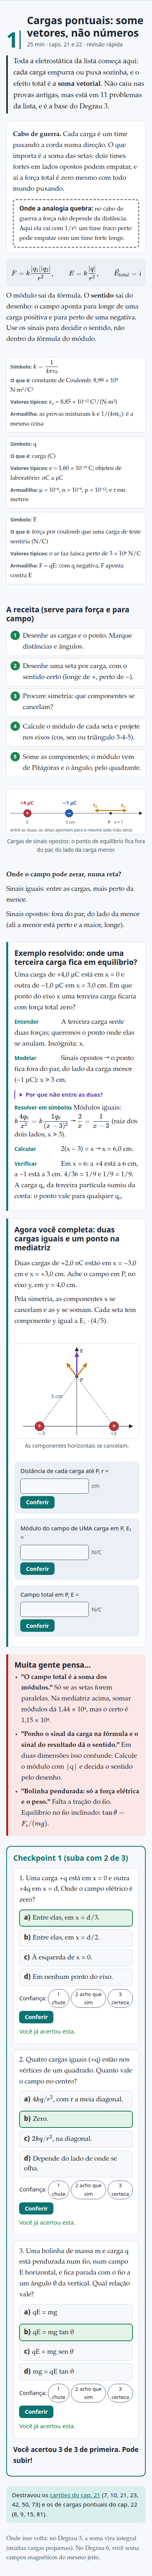 1 Cargas pontuais: some vetores, não números
25 min · caps. 21 e 22 · revisão rápida
Toda a eletrostática da lista começa aqui: cada carga empurra ou puxa sozinha, e o efeito total é a soma vetorial. Não caiu nas provas antigas, mas está em 11 problemas da lista, e é a base do Degrau 3.
Cabo de guerra. Cada carga é um time puxando a corda numa direção. O que importa é a soma das setas: dois times fortes em lados opostos podem empatar, e aí a força total é zero mesmo com todo mundo puxando.
Onde a analogia quebra: no cabo de guerra a força não depende da distância. Aqui ela cai com 1/r²: um time fraco perto pode empatar com um time forte longe.
O módulo sai da fórmula. O sentido sai do desenho: o campo aponta para longe de uma carga positiva e para perto de uma negativa. Use os sinais para decidir o sentido, não dentro da fórmula do módulo.
Símbolo: k = 1/4πε₀
O que é: constante de Coulomb: 8,99 × 10⁹ N·m²/C²
Valores típicos: ε₀ = 8,85 × 10⁻¹² C²/(N·m²)
Armadilha: as provas misturam k e 1/(4πε₀): é a mesma coisa
Símbolo: q
O que é: carga (C)
Valores típicos: e = 1,60 × 10⁻¹⁹ C; objetos de laboratório: nC a μC
Armadilha: μ = 10⁻⁶, n = 10⁻⁹, p = 10⁻¹²; e r em metros
Símbolo: E
O que é: força por coulomb que uma carga de teste sentiria (N/C)
Valores típicos: o ar faz faísca perto de 3 × 10⁶ N/C
Armadilha: F = qE: com q negativa, F aponta contra E
A receita (serve para força e para campo)
1 Desenhe as cargas e o ponto. Marque distâncias e ângulos.
2 Desenhe uma seta por carga, com o sentido certo (longe de +, perto de −).
3 Procure simetria: que componentes se cancelam?
4 Calcule o módulo de cada seta e projete nos eixos (cos, sen ou triângulo 3-4-5).
5 Some as componentes; o módulo vem de Pitágoras e o ângulo, pelo quadrante.
+4 μC
−1 μC
0
3 cm
P x = ?
entre as duas, as setas apontam para o mesmo lado (não zera)
Cargas de sinais opostos: o ponto de equilíbrio fica fora do par, do lado da carga menor.
Onde o campo pode zerar, numa reta?
Sinais iguais: entre as cargas, mais perto da menor.
Sinais opostos: fora do par, do lado da menor (ali a menor está perto e a maior, longe).
Exemplo resolvido: onde uma terceira carga fica em equilíbrio?
Uma carga de +4,0 μC está em x = 0 e outra de −1,0 μC em x = 3,0 cm. Em que ponto do eixo x uma terceira carga ficaria com força total zero?
Entender A terceira carga sente duas forças; queremos o ponto onde elas se anulam. Incógnita: x.
Modelar Sinais opostos → o ponto fica fora do par, do lado da carga menor (−1 μC): x > 3 cm.
▸ Por que não entre as duas?
Resolver em símbolos Módulos iguais: k 4q₀/x² = k 1q₀/(x − 3)² → 2/x = 1/(x − 3) (raiz dos dois lados, x > 3).
Calcular 2(x − 3) = x → x = 6,0 cm.
Verificar Em x = 6: a +4 está a 6 cm, a −1 está a 3 cm. 4/36 = 1/9 e 1/9 = 1/9. A carga q₀ da terceira partícula sumiu da conta: o ponto vale para qualquer q₀.
Agora você completa: duas cargas iguais e um ponto na mediatriz
Duas cargas de +2,0 nC estão em x = −3,0 cm e x = +3,0 cm. Ache o campo em P, no eixo y, em y = 4,0 cm.
Pela simetria, as componentes x se cancelam e as y se somam. Cada seta tem componente y igual a E₁ · (4/5).
E
P
5 cm
−3
3
As componentes horizontais se cancelam.
Distância de cada carga até P, r =
cm
Conferir
Módulo do campo de UMA carga em P, E₁ =
N/C
Conferir
Campo total em P, E =
N/C
Conferir
Muita gente pensa...
• "O campo total é a soma dos módulos." Só se as setas forem paralelas. Na mediatriz acima, somar módulos dá 1,44 × 10⁴, mas o certo é 1,15 × 10⁴.
• "Ponho o sinal da carga na fórmula e o sinal do resultado dá o sentido." Em duas dimensões isso confunde. Calcule o módulo com |q| e decida o sentido pelo desenho.
• "Bolinha pendurada: só a força elétrica e o peso." Falta a tração do fio. Equilíbrio no fio inclinado: tan θ = Fₑ/(mg).
Checkpoint 1 (suba com 2 de 3)
1. Uma carga +q está em x = 0 e outra +4q em x = d. Onde o campo elétrico é zero?
a) Entre elas, em x = d/3.
b) Entre elas, em x = d/2.
c) À esquerda de x = 0.
d) Em nenhum ponto do eixo.
Confiança: 1 chute 2 acho que sim 3 certeza
Conferir
Você já acertou esta.
2. Quatro cargas iguais (+q) estão nos vértices de um quadrado. Quanto vale o campo no centro?
a) 4kq/r², com r a meia diagonal.
b) Zero.
c) 2kq/r², na diagonal.
d) Depende do lado de onde se olha.
Confiança: 1 chute 2 acho que sim 3 certeza
Conferir
Você já acertou esta.
3. Uma bolinha de massa m e carga q está pendurada num fio, num campo E horizontal, e fica parada com o fio a um ângulo θ da vertical. Qual relação vale?
a) qE = mg
b) qE = mg tan θ
c) qE = mg sen θ
d) mg = qE tan θ
Confiança: 1 chute 2 acho que sim 3 certeza
Conferir
Você já acertou esta.
Você acertou 3 de 3 de primeira. Pode subir!
Destravou os cartões do cap. 21 (7, 10, 21, 23, 42, 50, 73) e os de cargas pontuais do cap. 22 (8, 9, 15, 81).
Onde isso volta: no Degrau 3, a soma vira integral (muitas cargas pequenas). No Degrau 6, você soma campos magnéticos do mesmo jeito.